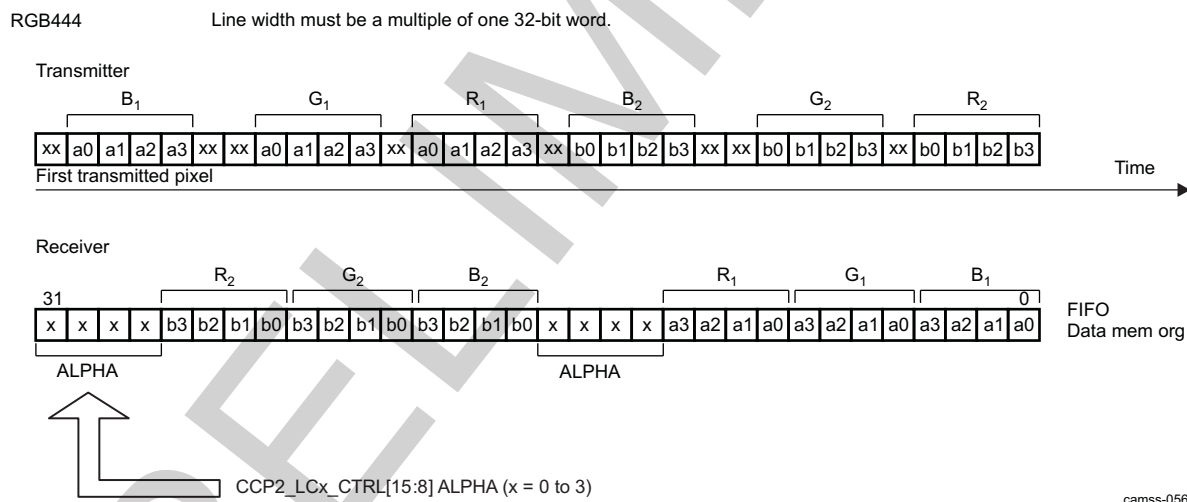 RGB444 Line width must be a multiple of one 32-bit word.
Transmitter
B1 G1 R1 B2 G2 R2
xx a0 a1 a2 a3 xx xx a0 a1 a2 a3 xx a0 a1 a2 a3 xx b0 b1 b2 b3 xx xx b0 b1 b2 b3 xx b0 b1 b2 b3
First transmitted pixel
Time
Receiver
R2 G2 B2 R1 G1 B1
31 0
x x x x b3 b2 b1 b0 b3 b2 b1 b0 b3 b2 b1 b0 x x x x a3 a2 a1 a0 a3 a2 a1 a0 a3 a2 a1 a0
FIFO
Data mem org
ALPHA ALPHA
CCP2_LCx_CTRL[15:8] ALPHA (x = 0 to 3)
camss-056